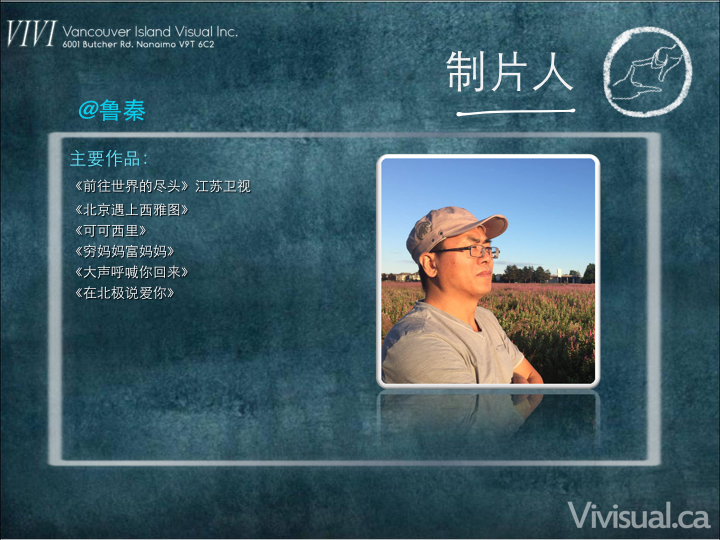 VIVI Vancouver Island Visual Inc.
6001 Butcher Rd. Nanaimo V9T 6C2
制片人
@鲁秦
主要作品：
《前往世界的尽头》江苏卫视
《北京遇上西雅图》
《可可西里》
《穷妈妈富妈妈》
《大声呼喊你回来》
《在北极说爱你》
Vivisual.ca